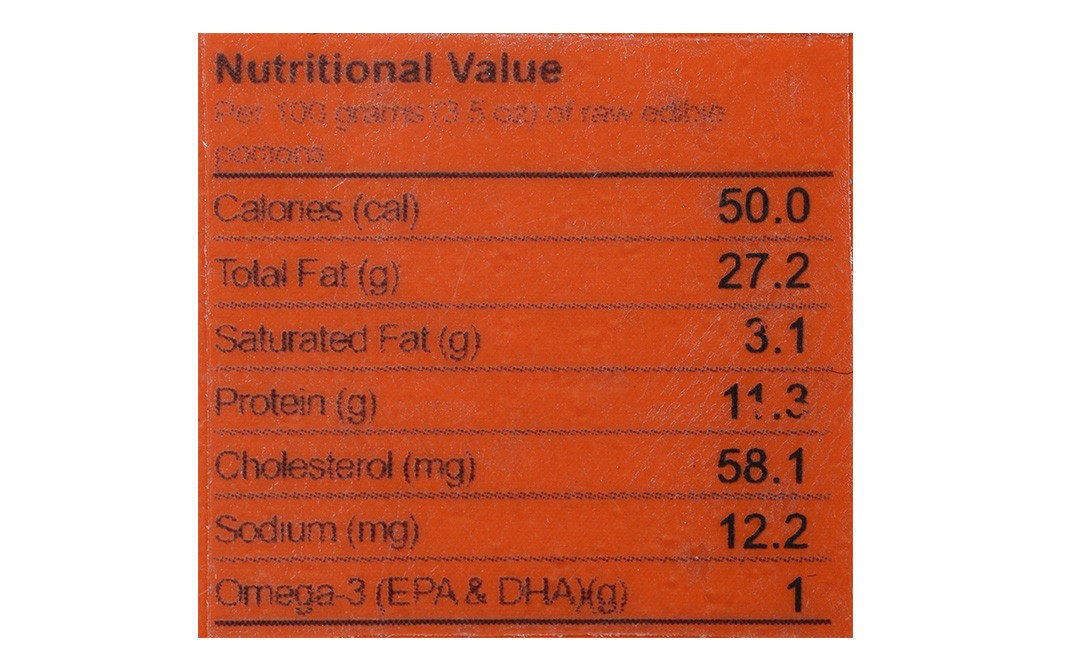 Nutritional Value
Per 100 grams (3.5 oz) of raw edible
portions
Calories (cal) 50.0
Total Fat (g) 27.2
Saturated Fat (g) 3.1
Protein (g) 11.3
Cholesterol (mg) 58.1
Sodium (mg) 12.2
Omega-3 (EPA & DHA)(g) 1